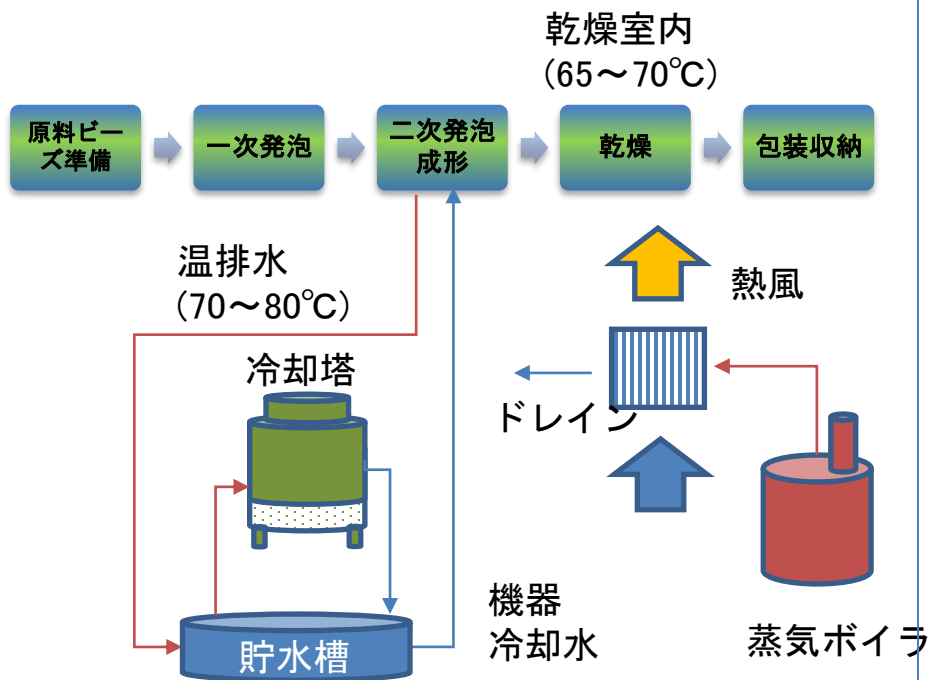 乾燥室内
(65～70℃)
原料ビー
ズ準備
一次発泡
二次発泡
成形
乾燥
包装収納
温排水
(70～80℃)
熱風
冷却塔
ドレイン
機器
冷却水
蒸気ボイラ
貯水槽